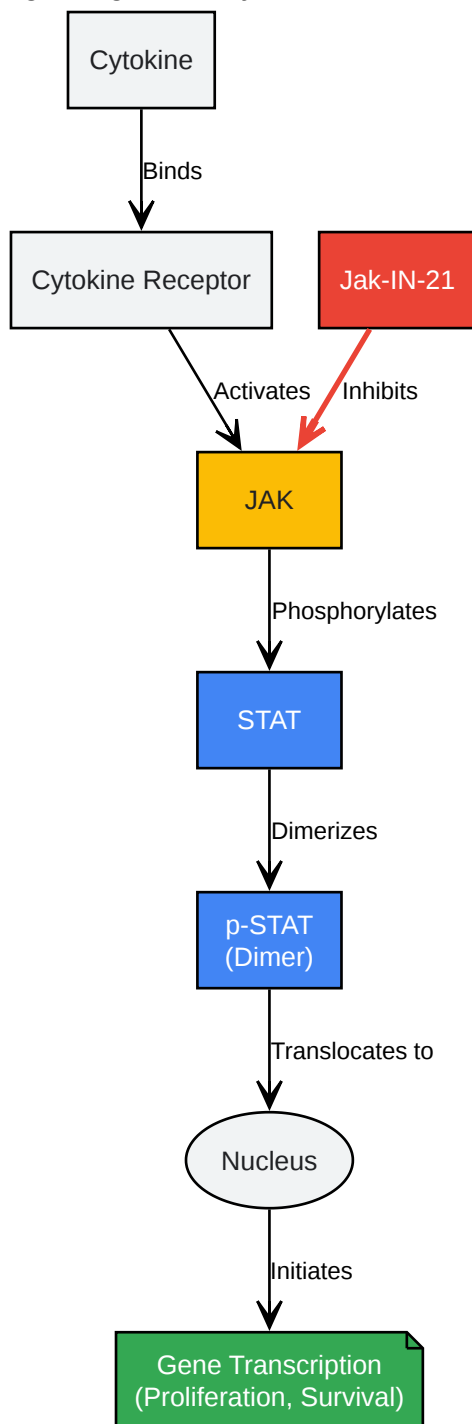 Cytokine
Binds
Cytokine Receptor
Jak-IN-21
Activates
Inhibits
JAK
Phosphorylates
STAT
Dimerizes
p-STAT
(Dimer)
Translocates to
Nucleus
Initiates
Gene Transcription
(Proliferation, Survival)